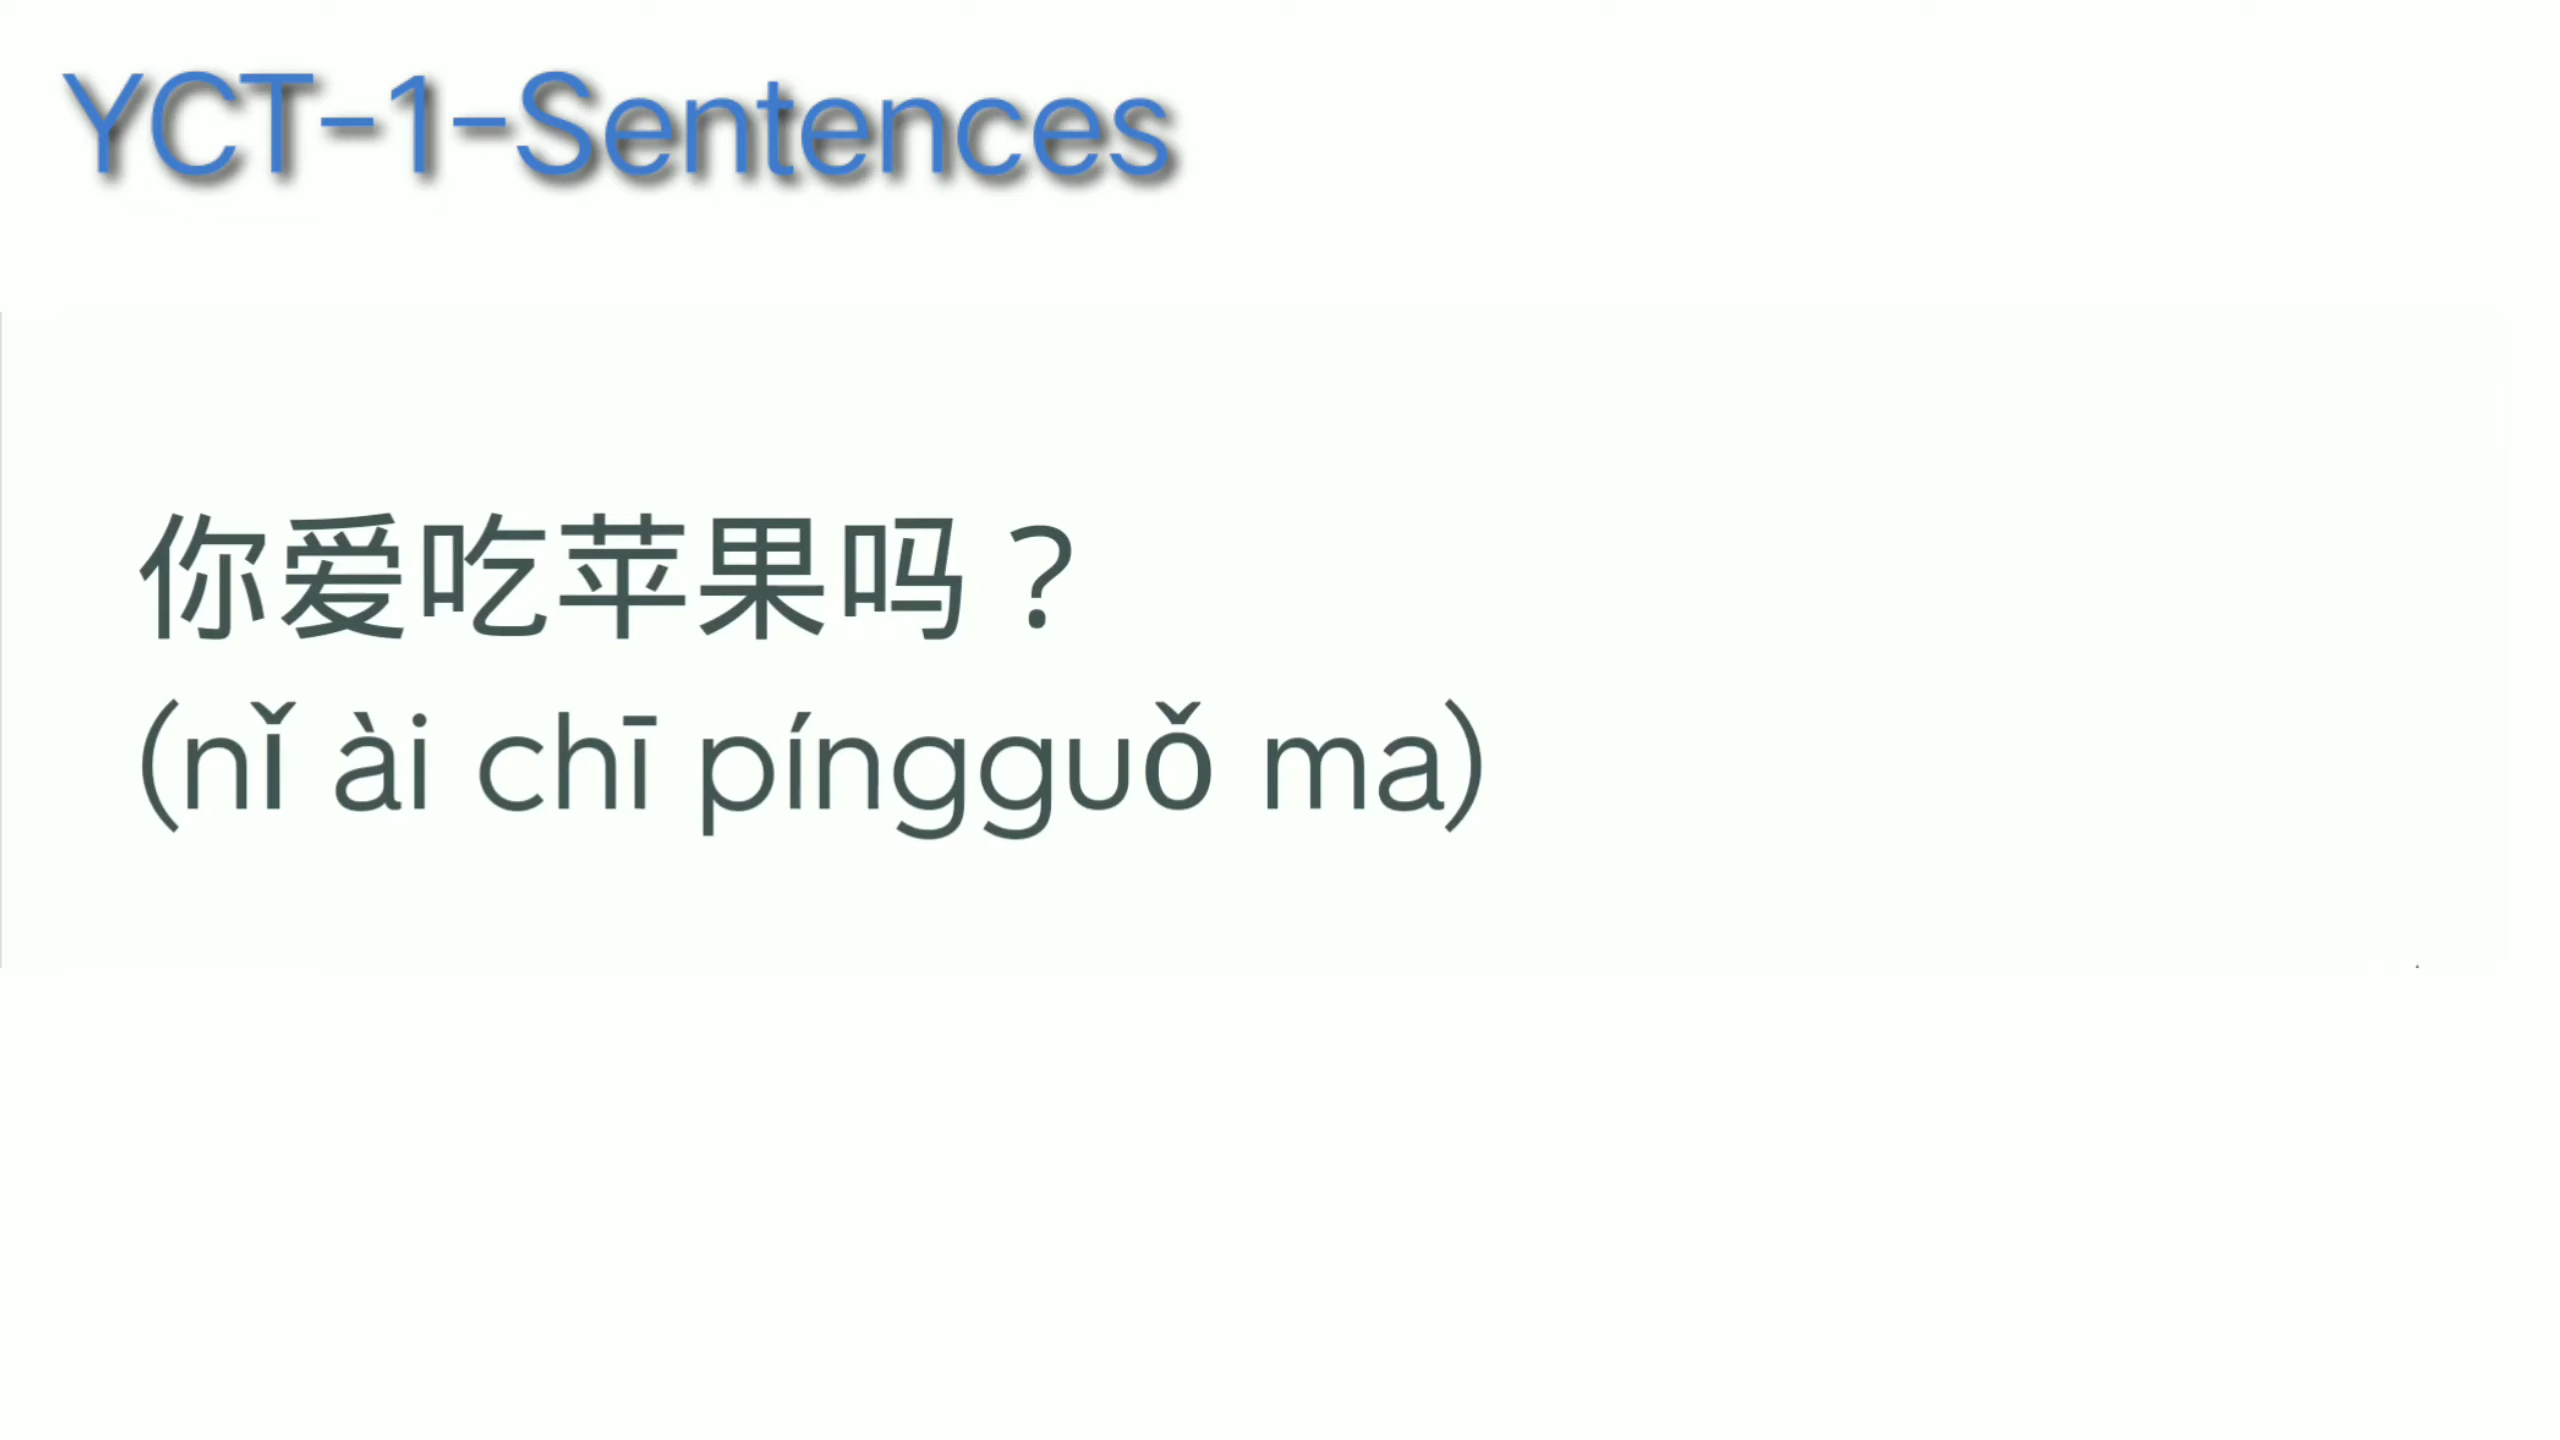 YCT-1-Sentences
你爱吃苹果吗？
(nǐ ài chī píngguǒ ma)